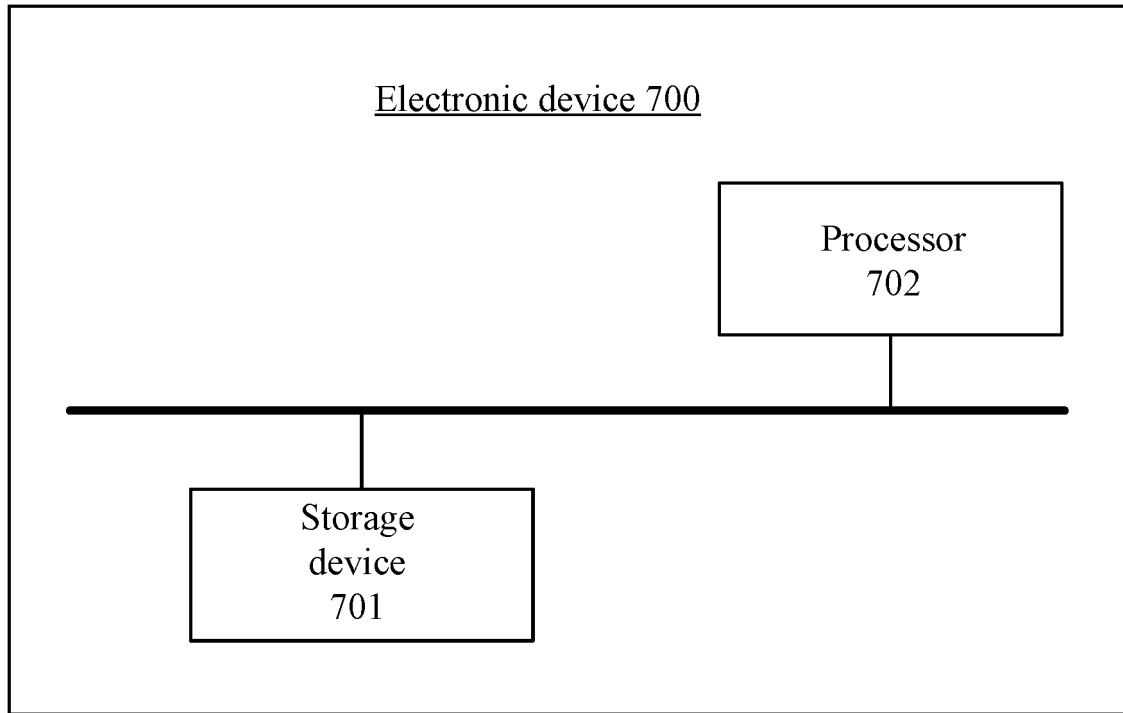 Electronic device 700
Processor
702
Storage
device
701